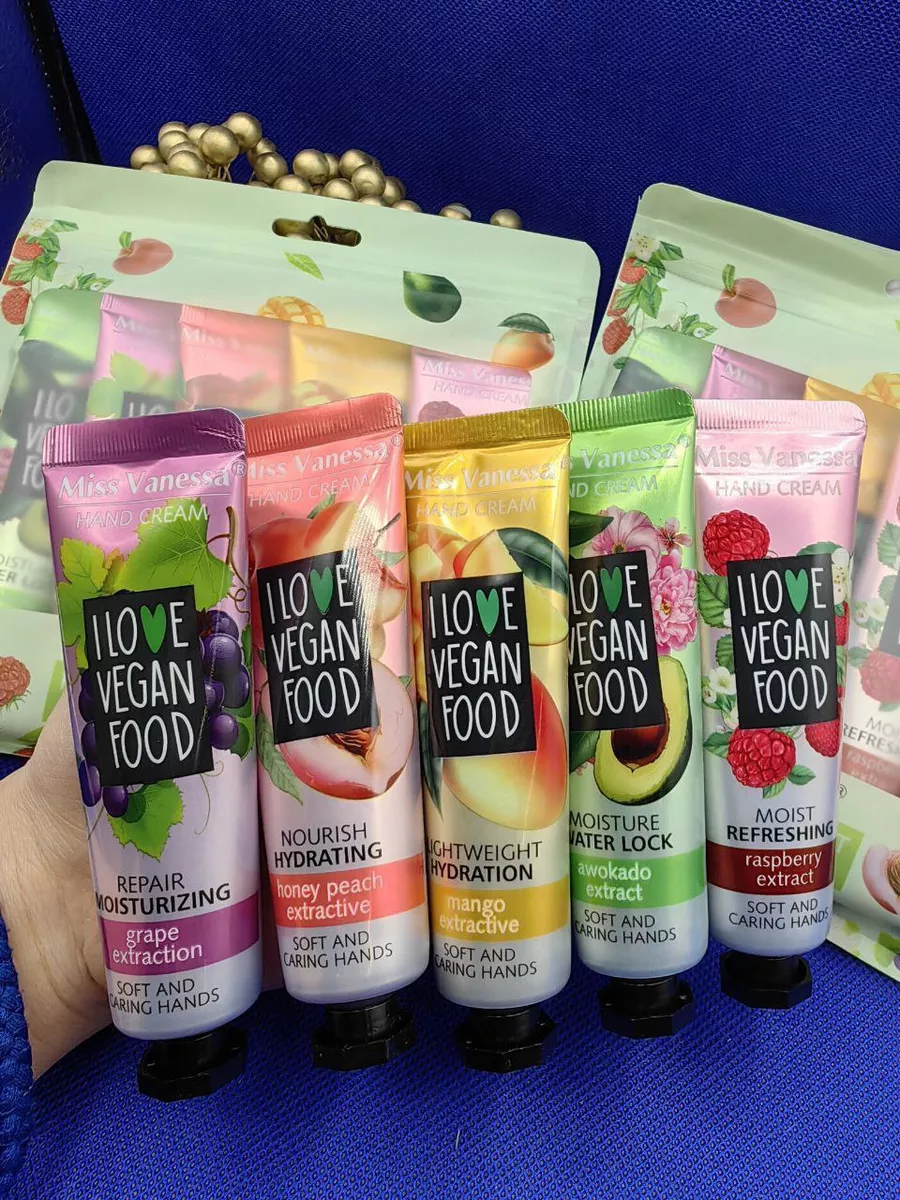 Miss Vanessa®
HAND CREAM
I LOVE
VEGAN
FOOD
REPAIR
MOISTURIZING
grape
extraction
SOFT AND
CARING HANDS
Miss Vanessa®
HAND CREAM
I LOVE
VEGAN
FOOD
NOURISH
HYDRATING
honey peach
extractive
SOFT AND
CARING HANDS
Miss Vanessa®
HAND CREAM
I LOVE
VEGAN
FOOD
LIGHTWEIGHT
HYDRATION
mango
extractive
SOFT AND
CARING HANDS
s Vanessa®
ND CREAM
LOVE
VEGAN
FOOD
MOISTURE
WATER LOCK
awokado
extract
SOFT AND
CARING HANDS
Miss Vanessa
HAND CREAM
I LOVE
VEGAN
FOOD
MOIST
REFRESHING
raspberry
extract
SOFT AND
CARING HANDS
Miss Vanessa
HAND CREAM